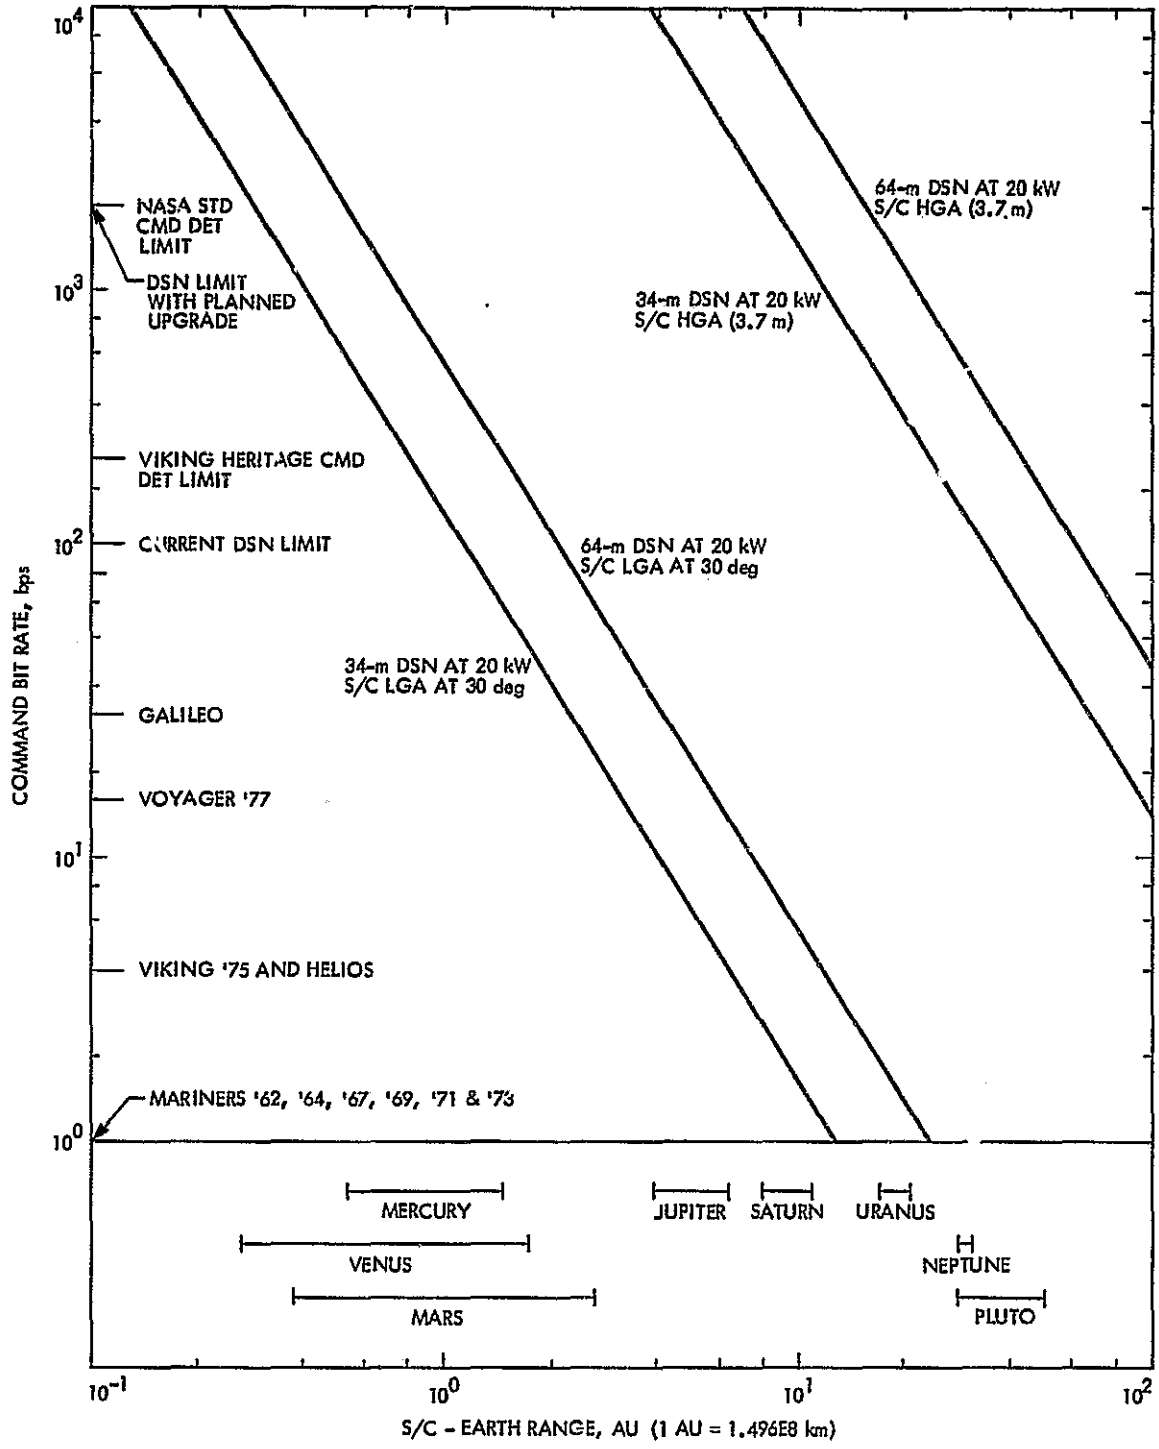 10^4
NASA STD
CMD DET
LIMIT
DSN LIMIT
WITH PLANNED
UPGRADE
10^3
64-m DSN AT 20 kW
S/C HGA (3.7 m)
34-m DSN AT 20 kW
S/C HGA (3.7 m)
VIKING HERITAGE CMD
DET LIMIT
10^2
CURRENT DSN LIMIT
64-m DSN AT 20 kW
S/C LGA AT 30 deg
34-m DSN AT 20 kW
S/C LGA AT 30 deg
COMMAND BIT RATE, bps
GALILEO
VOYAGER '77
10^1
VIKING '75 AND HELIOS
MARINERS '62, '64, '67, '69, '71 & '73
10^0
MERCURY
JUPITER
SATURN
URANUS
VENUS
NEPTUNE
MARS
PLUTO
10^-1
10^0
10^1
10^2
S/C - EARTH RANGE, AU (1 AU = 1.496E8 km)